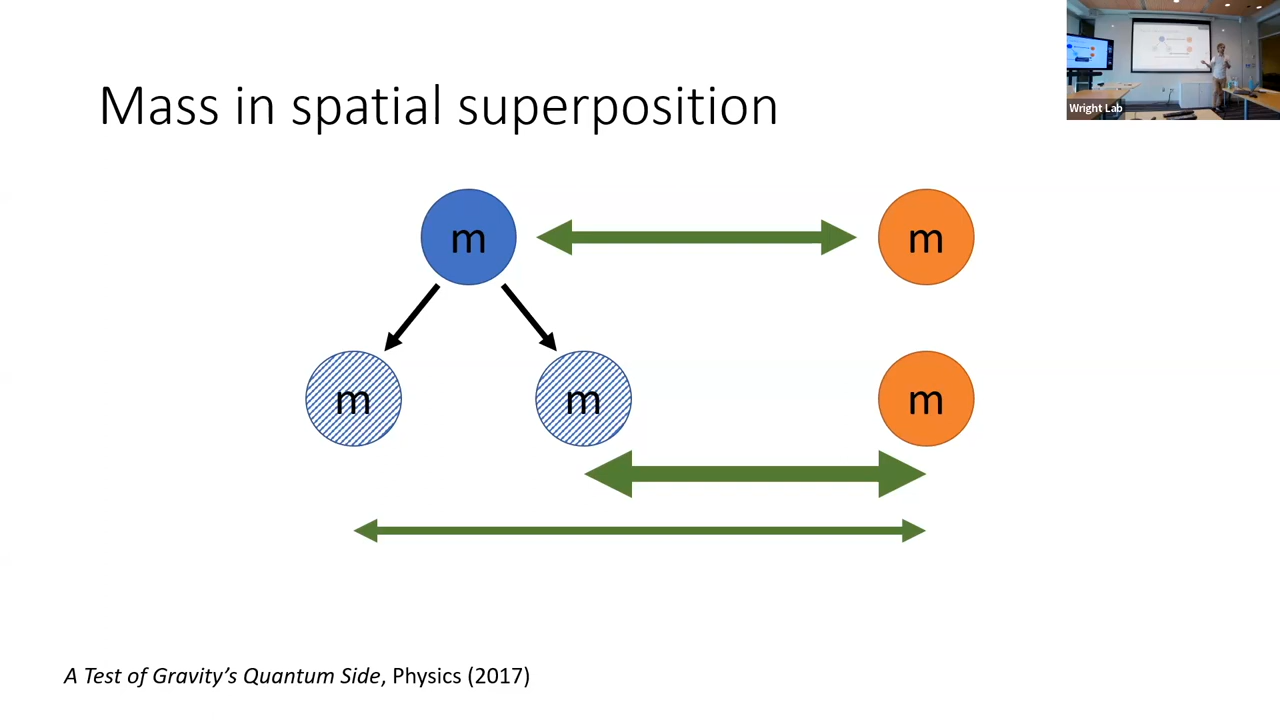 Mass in spatial superposition
Wright Lab
m
m
m
m
m
A Test of Gravity's Quantum Side, Physics (2017)